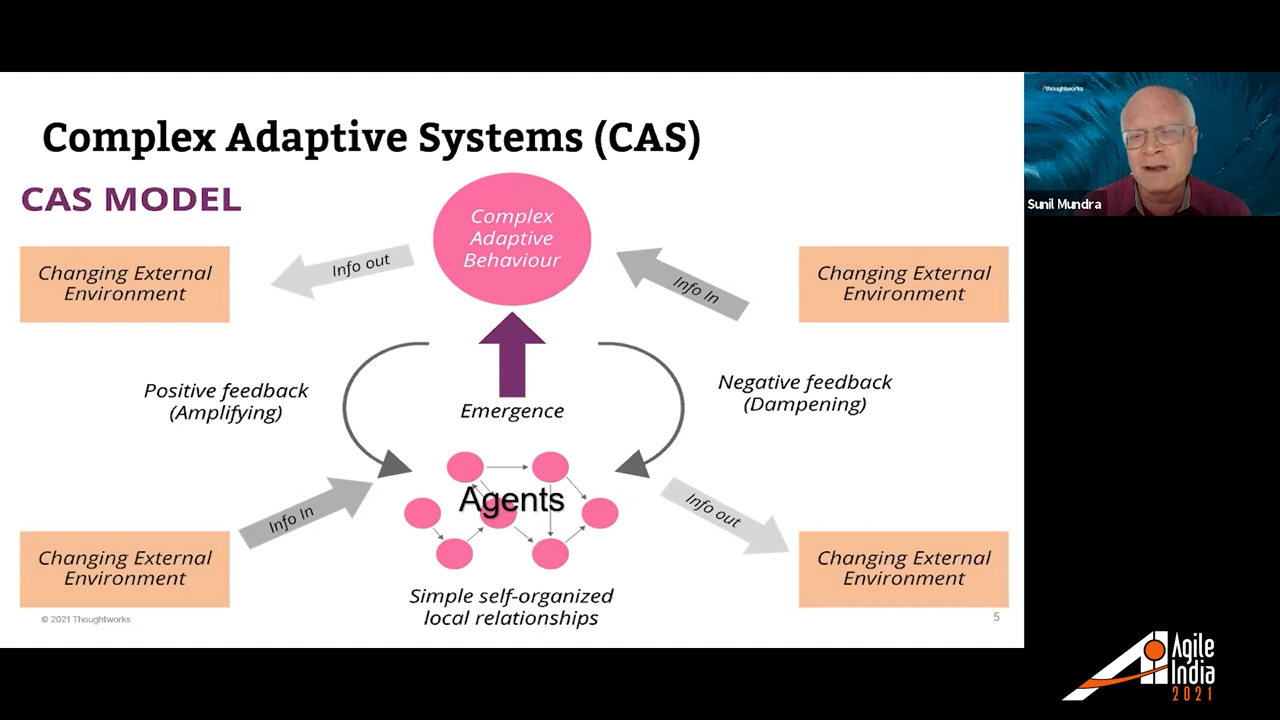 Complex Adaptive Systems (CAS)
CAS MODEL
Complex
Adaptive
Behaviour
Changing External
Environment
Info out
Info In
Changing External
Environment
Positive feedback
(Amplifying)
Emergence
Negative feedback
(Dampening)
Agents
Info In
Info out
Changing External
Environment
Changing External
Environment
Simple self-organized
local relationships
© 2021 Thoughtworks
5
/thoughtworks
Sunil Mundra
Agile
India
2021